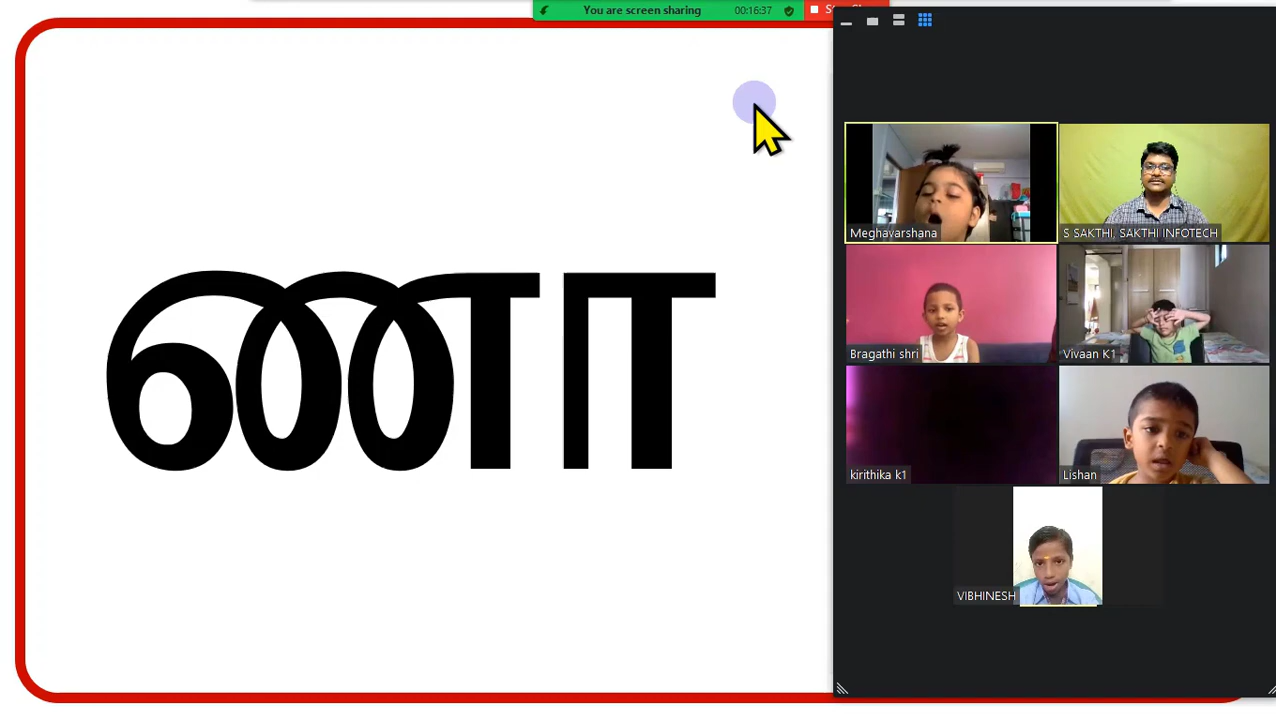 You are screen sharing 00:16:37
ணா
Meghavarshana
S SAKTHI, SAKTHI INFOTECH
Bragathi shri
Vivaan K1
kirithika k1
Lishan
VIBHINESH